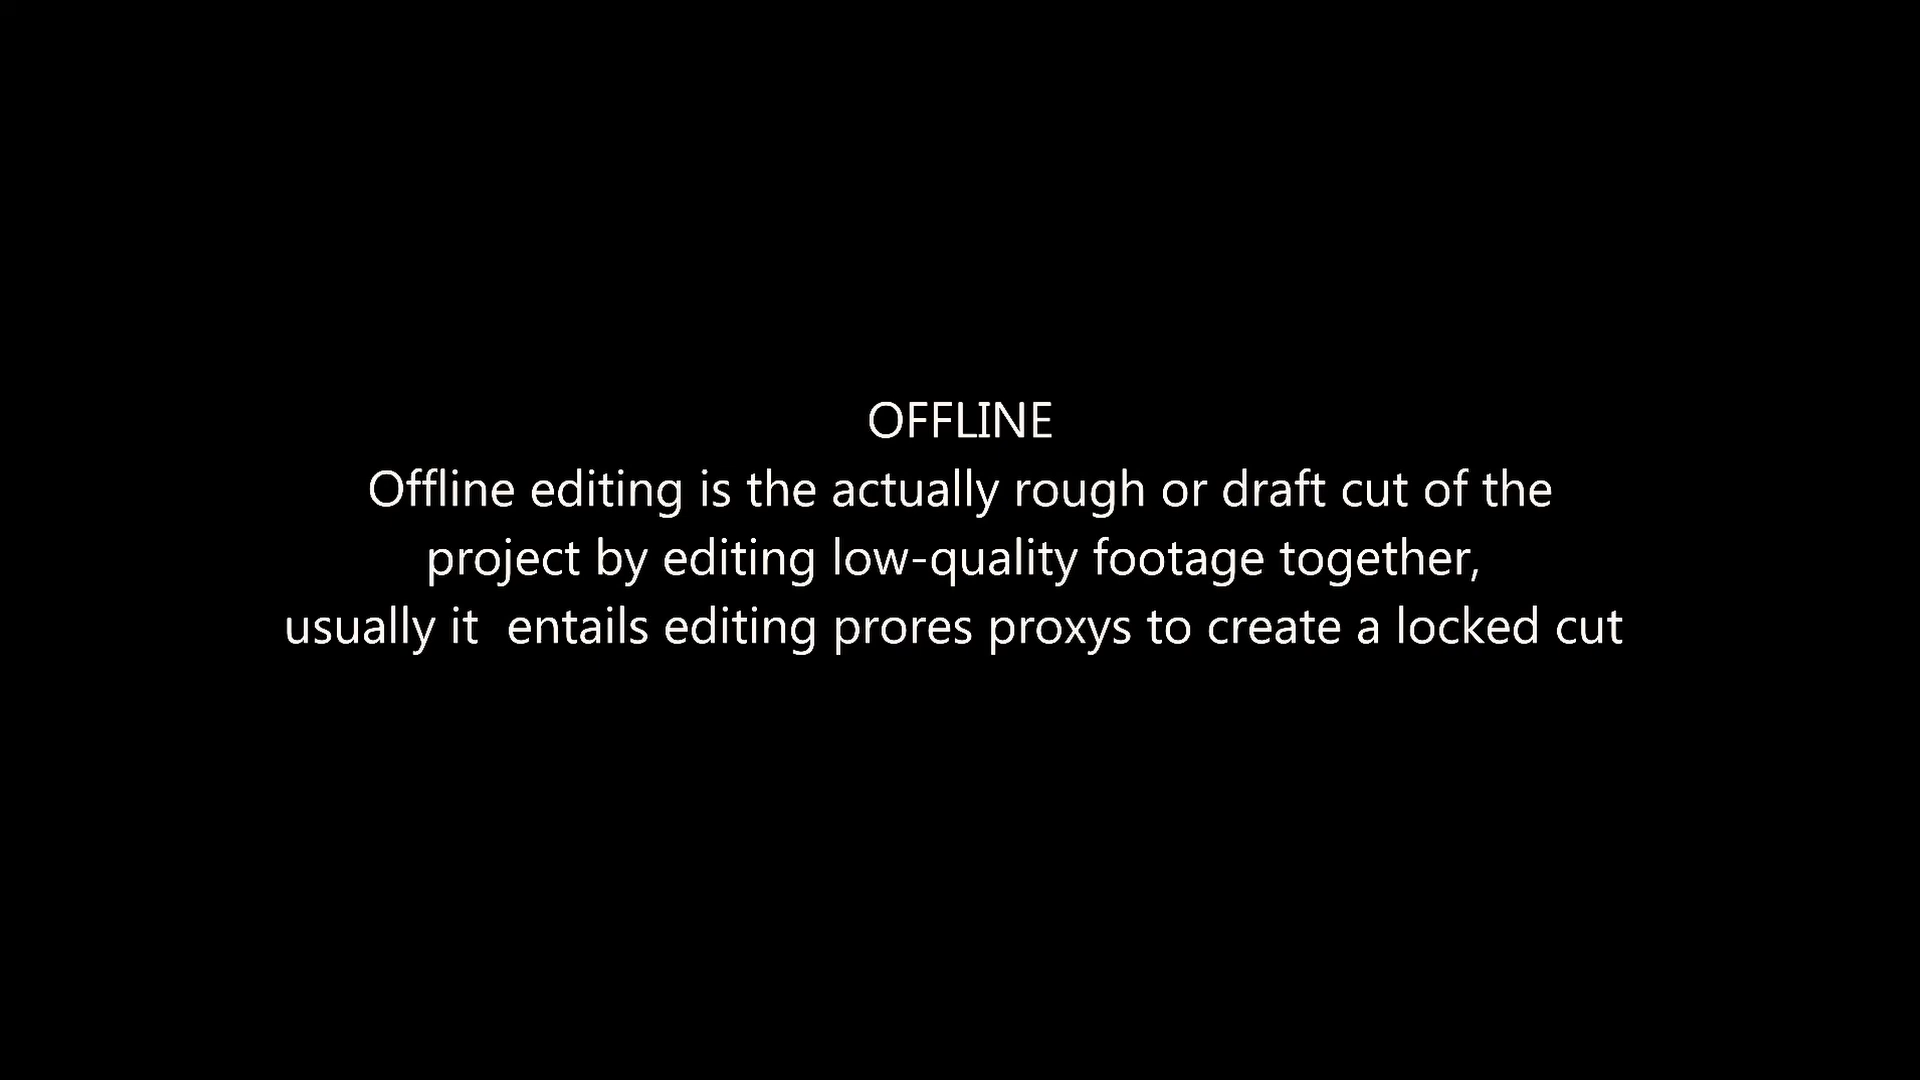 OFFLINE
Offline editing is the actually rough or draft cut of the
project by editing low-quality footage together,
usually it  entails editing prores proxys to create a locked cut